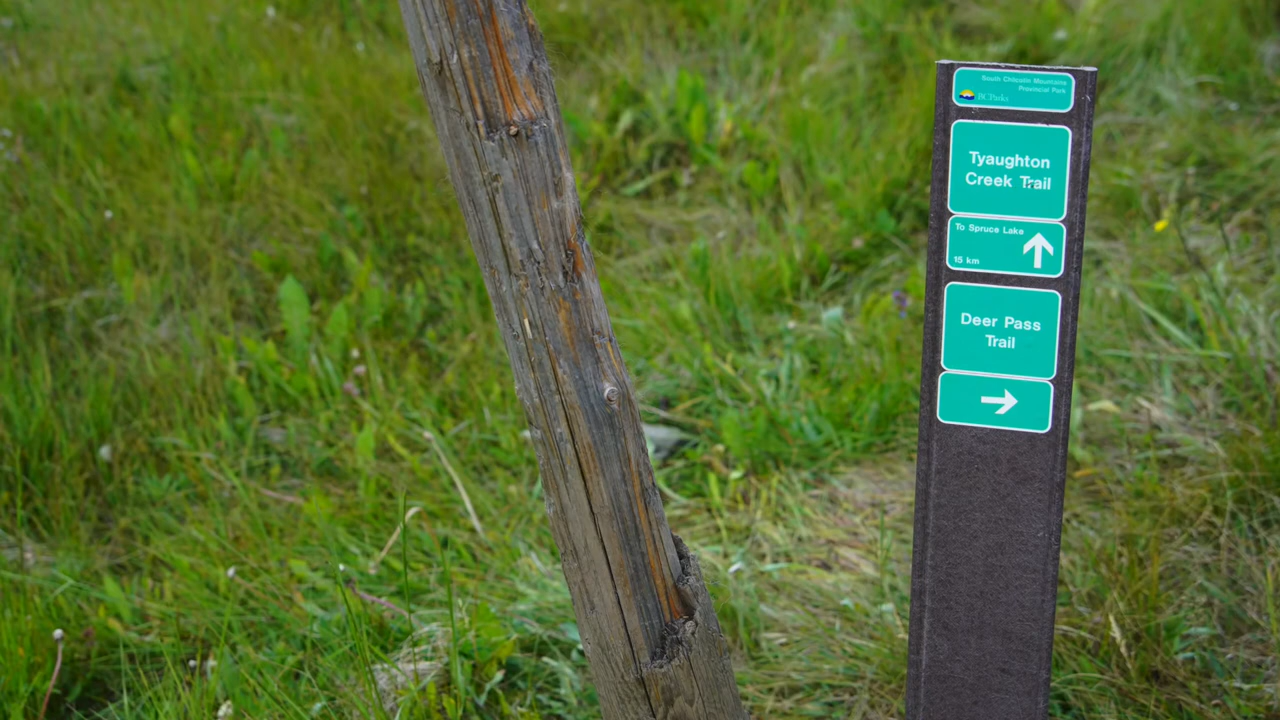 South Chilcotin Mountains
Provincial Park
BC Parks
Tyaughton
Creek Trail
To Spruce Lake
15 km
Deer Pass
Trail